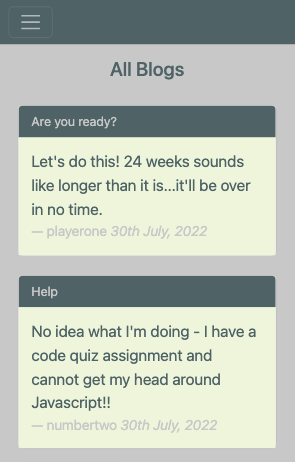 All Blogs
Are you ready?
Let's do this! 24 weeks sounds
like longer than it is...it'll be over
in no time.
— playerone 30th July, 2022
Help
No idea what I'm doing - I have a
code quiz assignment and
cannot get my head around
Javascript!!
— numbertwo 30th July, 2022